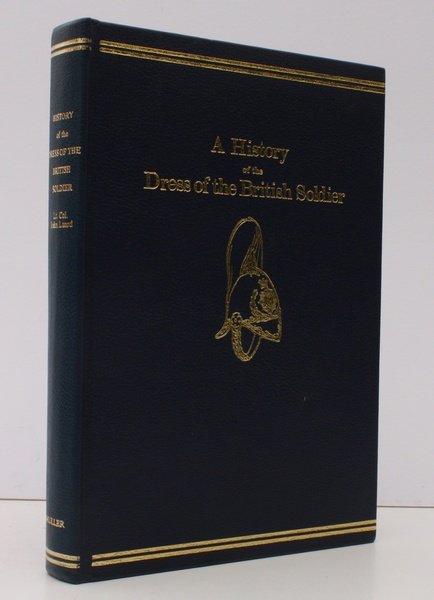 A History
of the
Dress of the British Soldier
HISTORY
of the
DRESS OF THE
BRITISH
SOLDIER
Lt. Col.
John Luard
MULLER